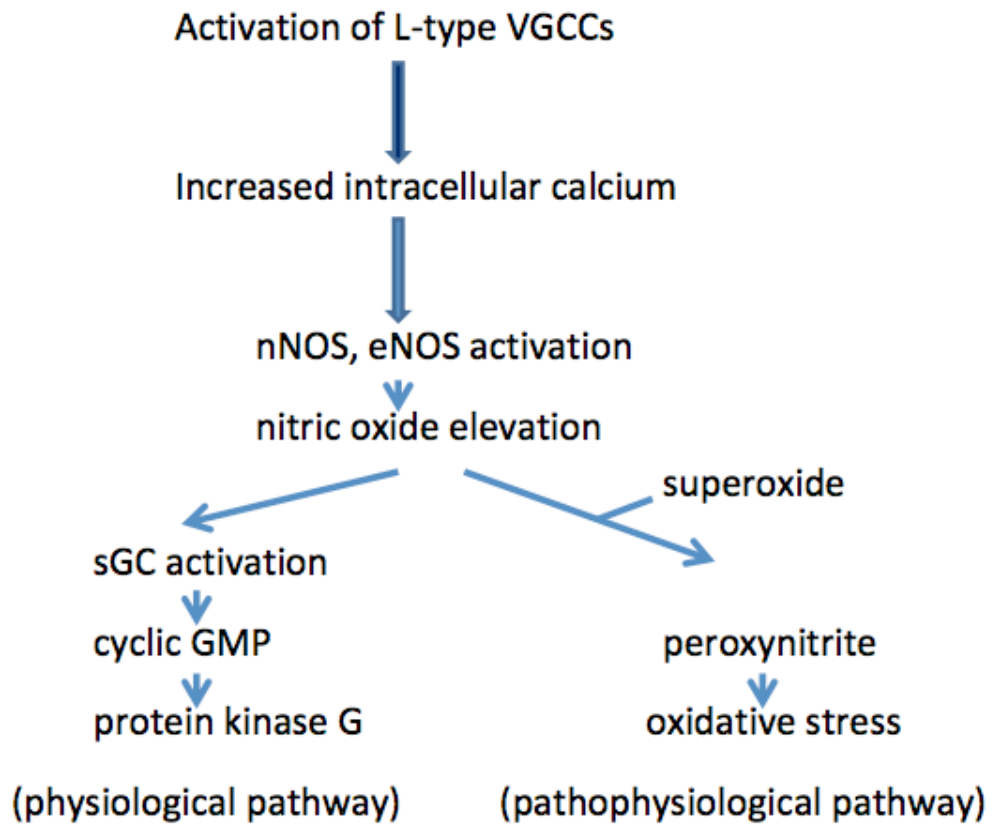 Activation of L-type VGCCs
Increased intracellular calcium
nNOS, eNOS activation
nitric oxide elevation
superoxide
sGC activation
cyclic GMP
peroxynitrite
protein kinase G
oxidative stress
(physiological pathway)
(pathophysiological pathway)